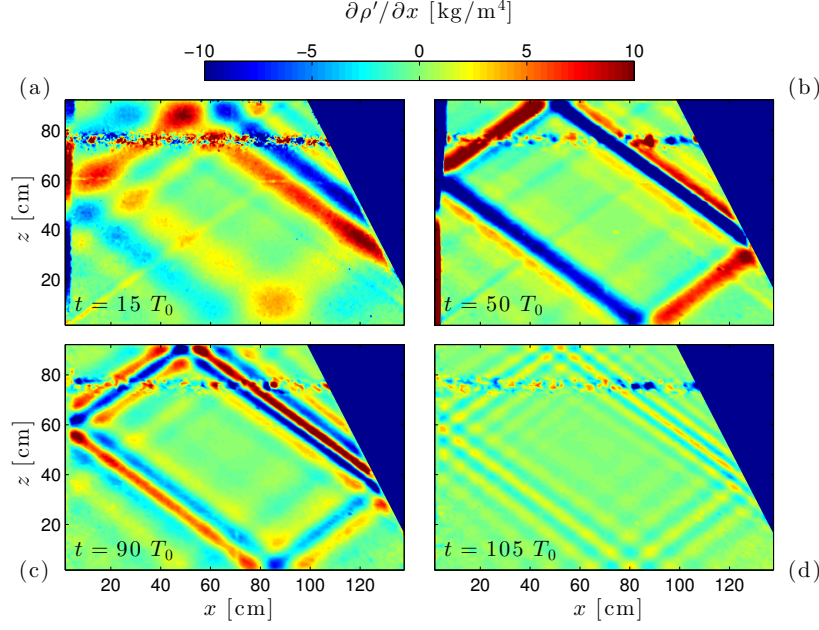 ∂ρ′/∂x [kg/m⁴]
−10 −5 0 5 10
(a) (b)
80
60
40
20
z [cm]
t = 15 T₀ t = 50 T₀
80
60
40
20
z [cm]
t = 90 T₀ t = 105 T₀
(c) (d)
20 40 60 80 100 120 20 40 60 80 100 120
x [cm] x [cm]